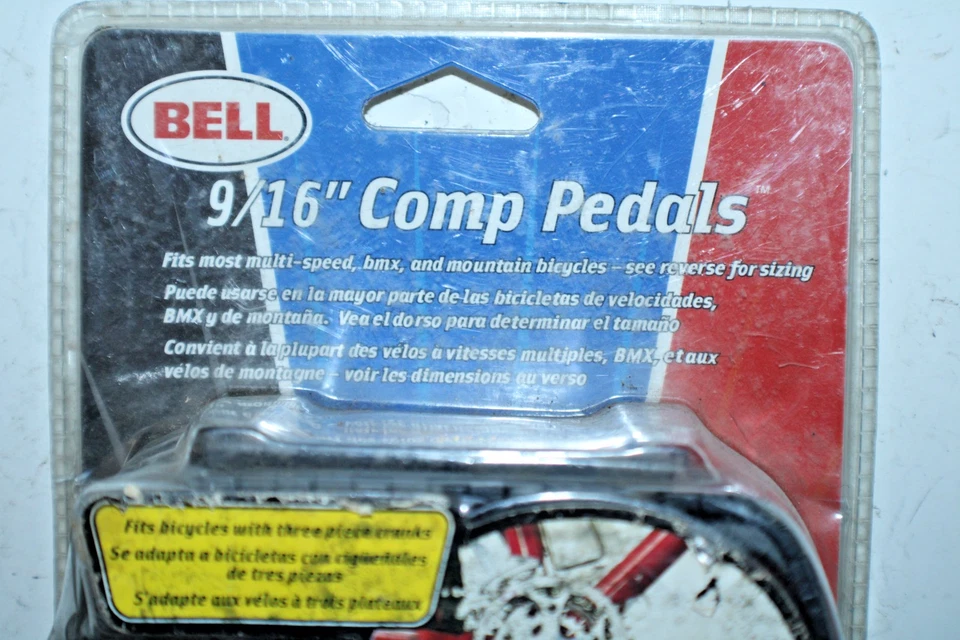 BELL
9/16" Comp Pedals™
Fits most multi-speed, bmx, and mountain bicycles - see reverse for sizing
Puede usarse en la mayor parte de las bicicletas de velocidades,
BMX y de montaña. Vea el dorso para determinar el tamaño
Convient à la plupart des vélos à vitesses multiples, BMX, et aux
vélos de montagne - voir les dimensions au verso
Fits bicycles with three piece cranks
Se adapta a bicicletas con cigüeñales
de tres piezas
S'adapte aux vélos à trois plateaux